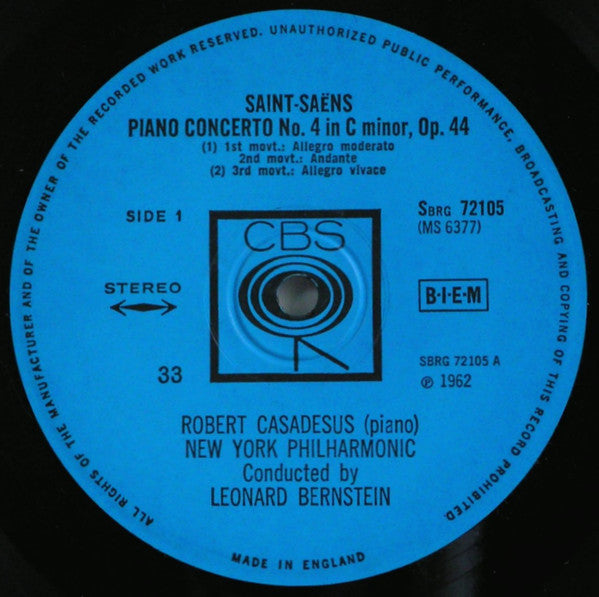 ALL RIGHTS OF THE MANUFACTURER AND OF THE OWNER OF THE RECORDED WORK RESERVED. UNAUTHORIZED PUBLIC PERFORMANCE, BROADCASTING AND COPYING OF THIS RECORD PROHIBITED.
SAINT-SAËNS
PIANO CONCERTO No. 4 in C minor, Op. 44
(1) 1st movt.: Allegro moderato
2nd movt.: Andante
(2) 3rd movt.: Allegro vivace
SIDE 1
SBRG 72105
(MS 6377)
CBS
STEREO
B·I·E·M
33
SBRG 72105 A
℗ 1962
ROBERT CASADESUS (piano)
NEW YORK PHILHARMONIC
Conducted by
LEONARD BERNSTEIN
MADE IN ENGLAND